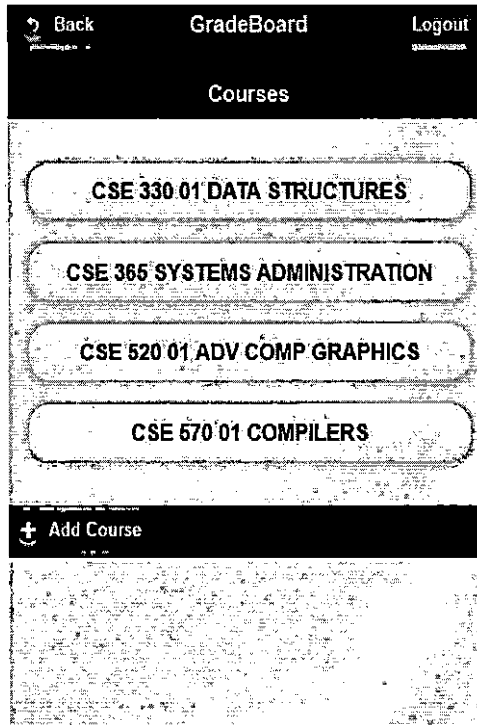 Back GradeBoard Logout
Courses
CSE 330 01 DATA STRUCTURES
CSE 365 SYSTEMS ADMINISTRATION
CSE 520 01 ADV COMP GRAPHICS
CSE 570 01 COMPILERS
Add Course